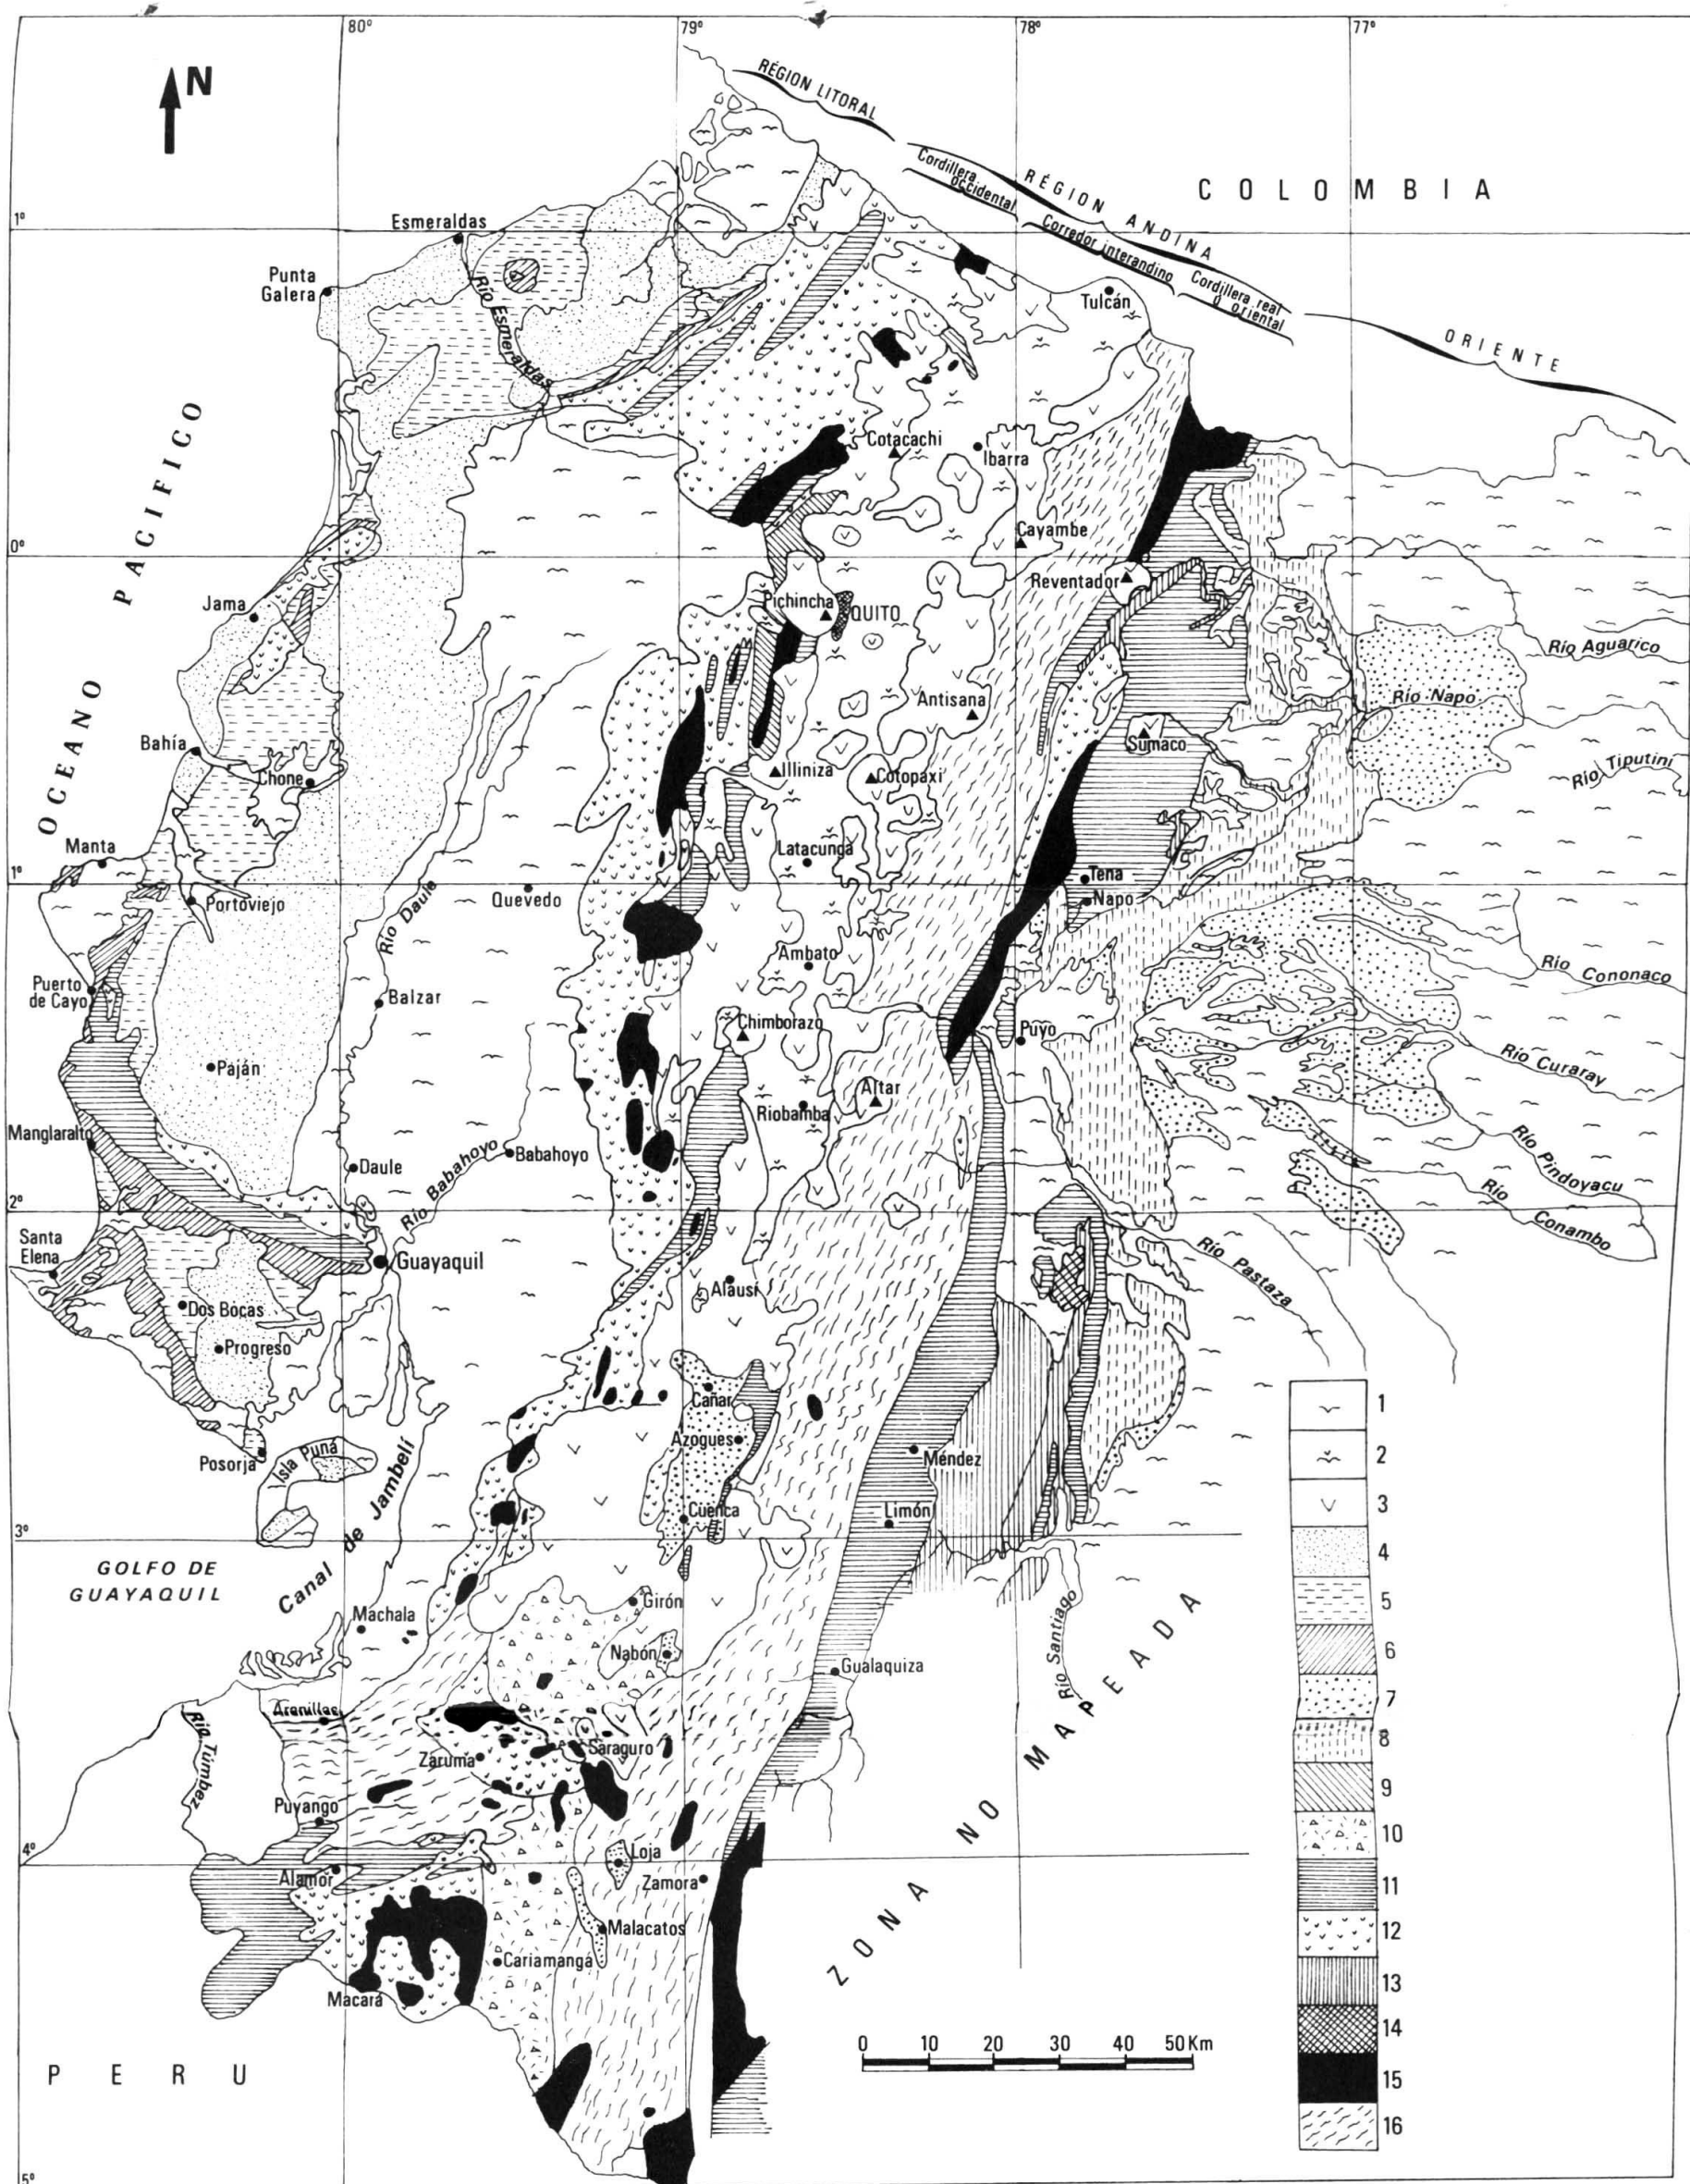 80°
79°
78°
77°
N
RÉGION LITORAL
Cordillera
occidental
RÉGION ANDINA
Corredor interandino
Cordillera real
ú oriental
ORIENTE
COLOMBIA
1°
Esmeraldas
Punta
Galera
Río Esmeraldas
Tulcán
OCEANO PACIFICO
Cotacachi
Ibarra
0°
Cayambe
Reventador
Jama
Pichincha
QUITO
Río Aguarico
Río Napo
Antisana
Sumaco
Bahía
Chone
Illiniza
Cotopaxi
Río Tiputini
Manta
Latacunga
1°
Tena
Napo
Portoviejo
Río Daule
Quevedo
Ambato
Río Cononaco
Puerto
de Cayo
Balzar
Chimborazo
Puyo
Paján
Río Curaray
Altar
Riobamba
Manglaralto
Río Babahoyo
Babahoyo
Daule
Río Pindoyacu
2°
Río
Conambo
Santa
Elena
Guayaquil
Río Pastaza
Alausí
Dos Bocas
Progreso
Cañar
Azogues
Posorja
Isla Puná
Méndez
Cuenca
Limón
3°
Canal de Jambelí
GOLFO DE
GUAYAQUIL
Girón
Machala
Nabón
Río Santiago
Gualaquiza
Arenillas
Río Túmbez
Saraguro
Záruma
Puyango
4°
Loja
Alamor
Zamora
Malacatos
Cariamanga
Macará
ZONA NO MAPEADA
PERU
5°
0 10 20 30 40 50 Km
1
2
3
4
5
6
7
8
9
10
11
12
13
14
15
16